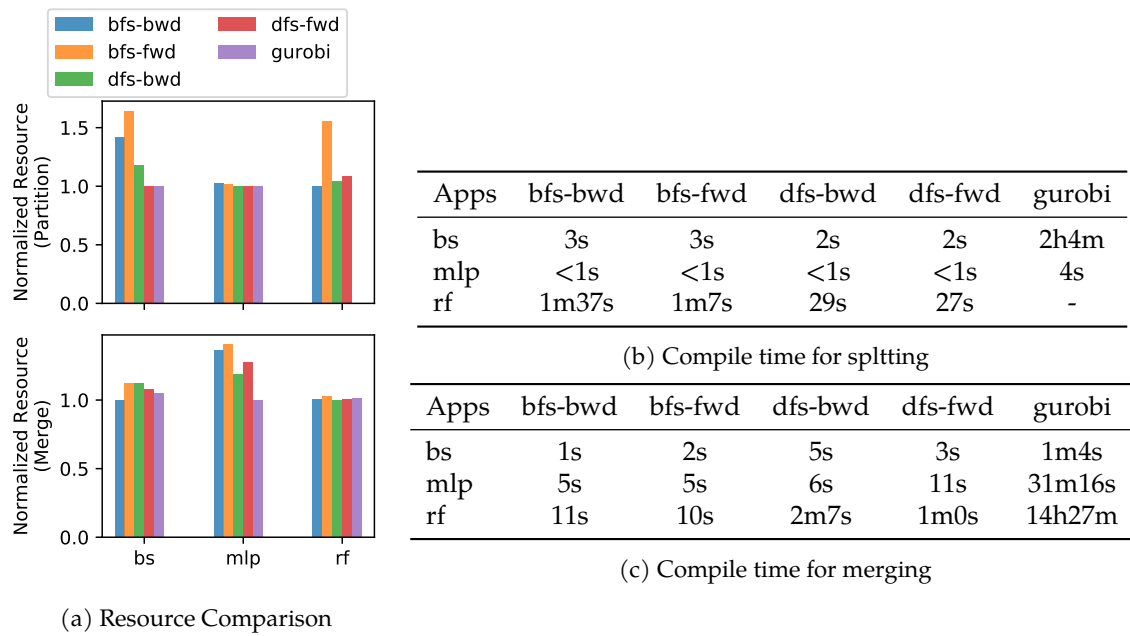 bfs-bwd
bfs-fwd
dfs-bwd
dfs-fwd
gurobi
Normalized Resource
(Partition)
1.5
1.0
0.5
0.0
Normalized Resource
(Merge)
1.0
0.5
0.0
bs mlp rf
(a) Resource Comparison
Apps bfs-bwd bfs-fwd dfs-bwd dfs-fwd gurobi
bs 3s 3s 2s 2s 2h4m
mlp <1s <1s <1s <1s 4s
rf 1m37s 1m7s 29s 27s -
(b) Compile time for spltting
Apps bfs-bwd bfs-fwd dfs-bwd dfs-fwd gurobi
bs 1s 2s 5s 3s 1m4s
mlp 5s 5s 6s 11s 31m16s
rf 11s 10s 2m7s 1m0s 14h27m
(c) Compile time for merging